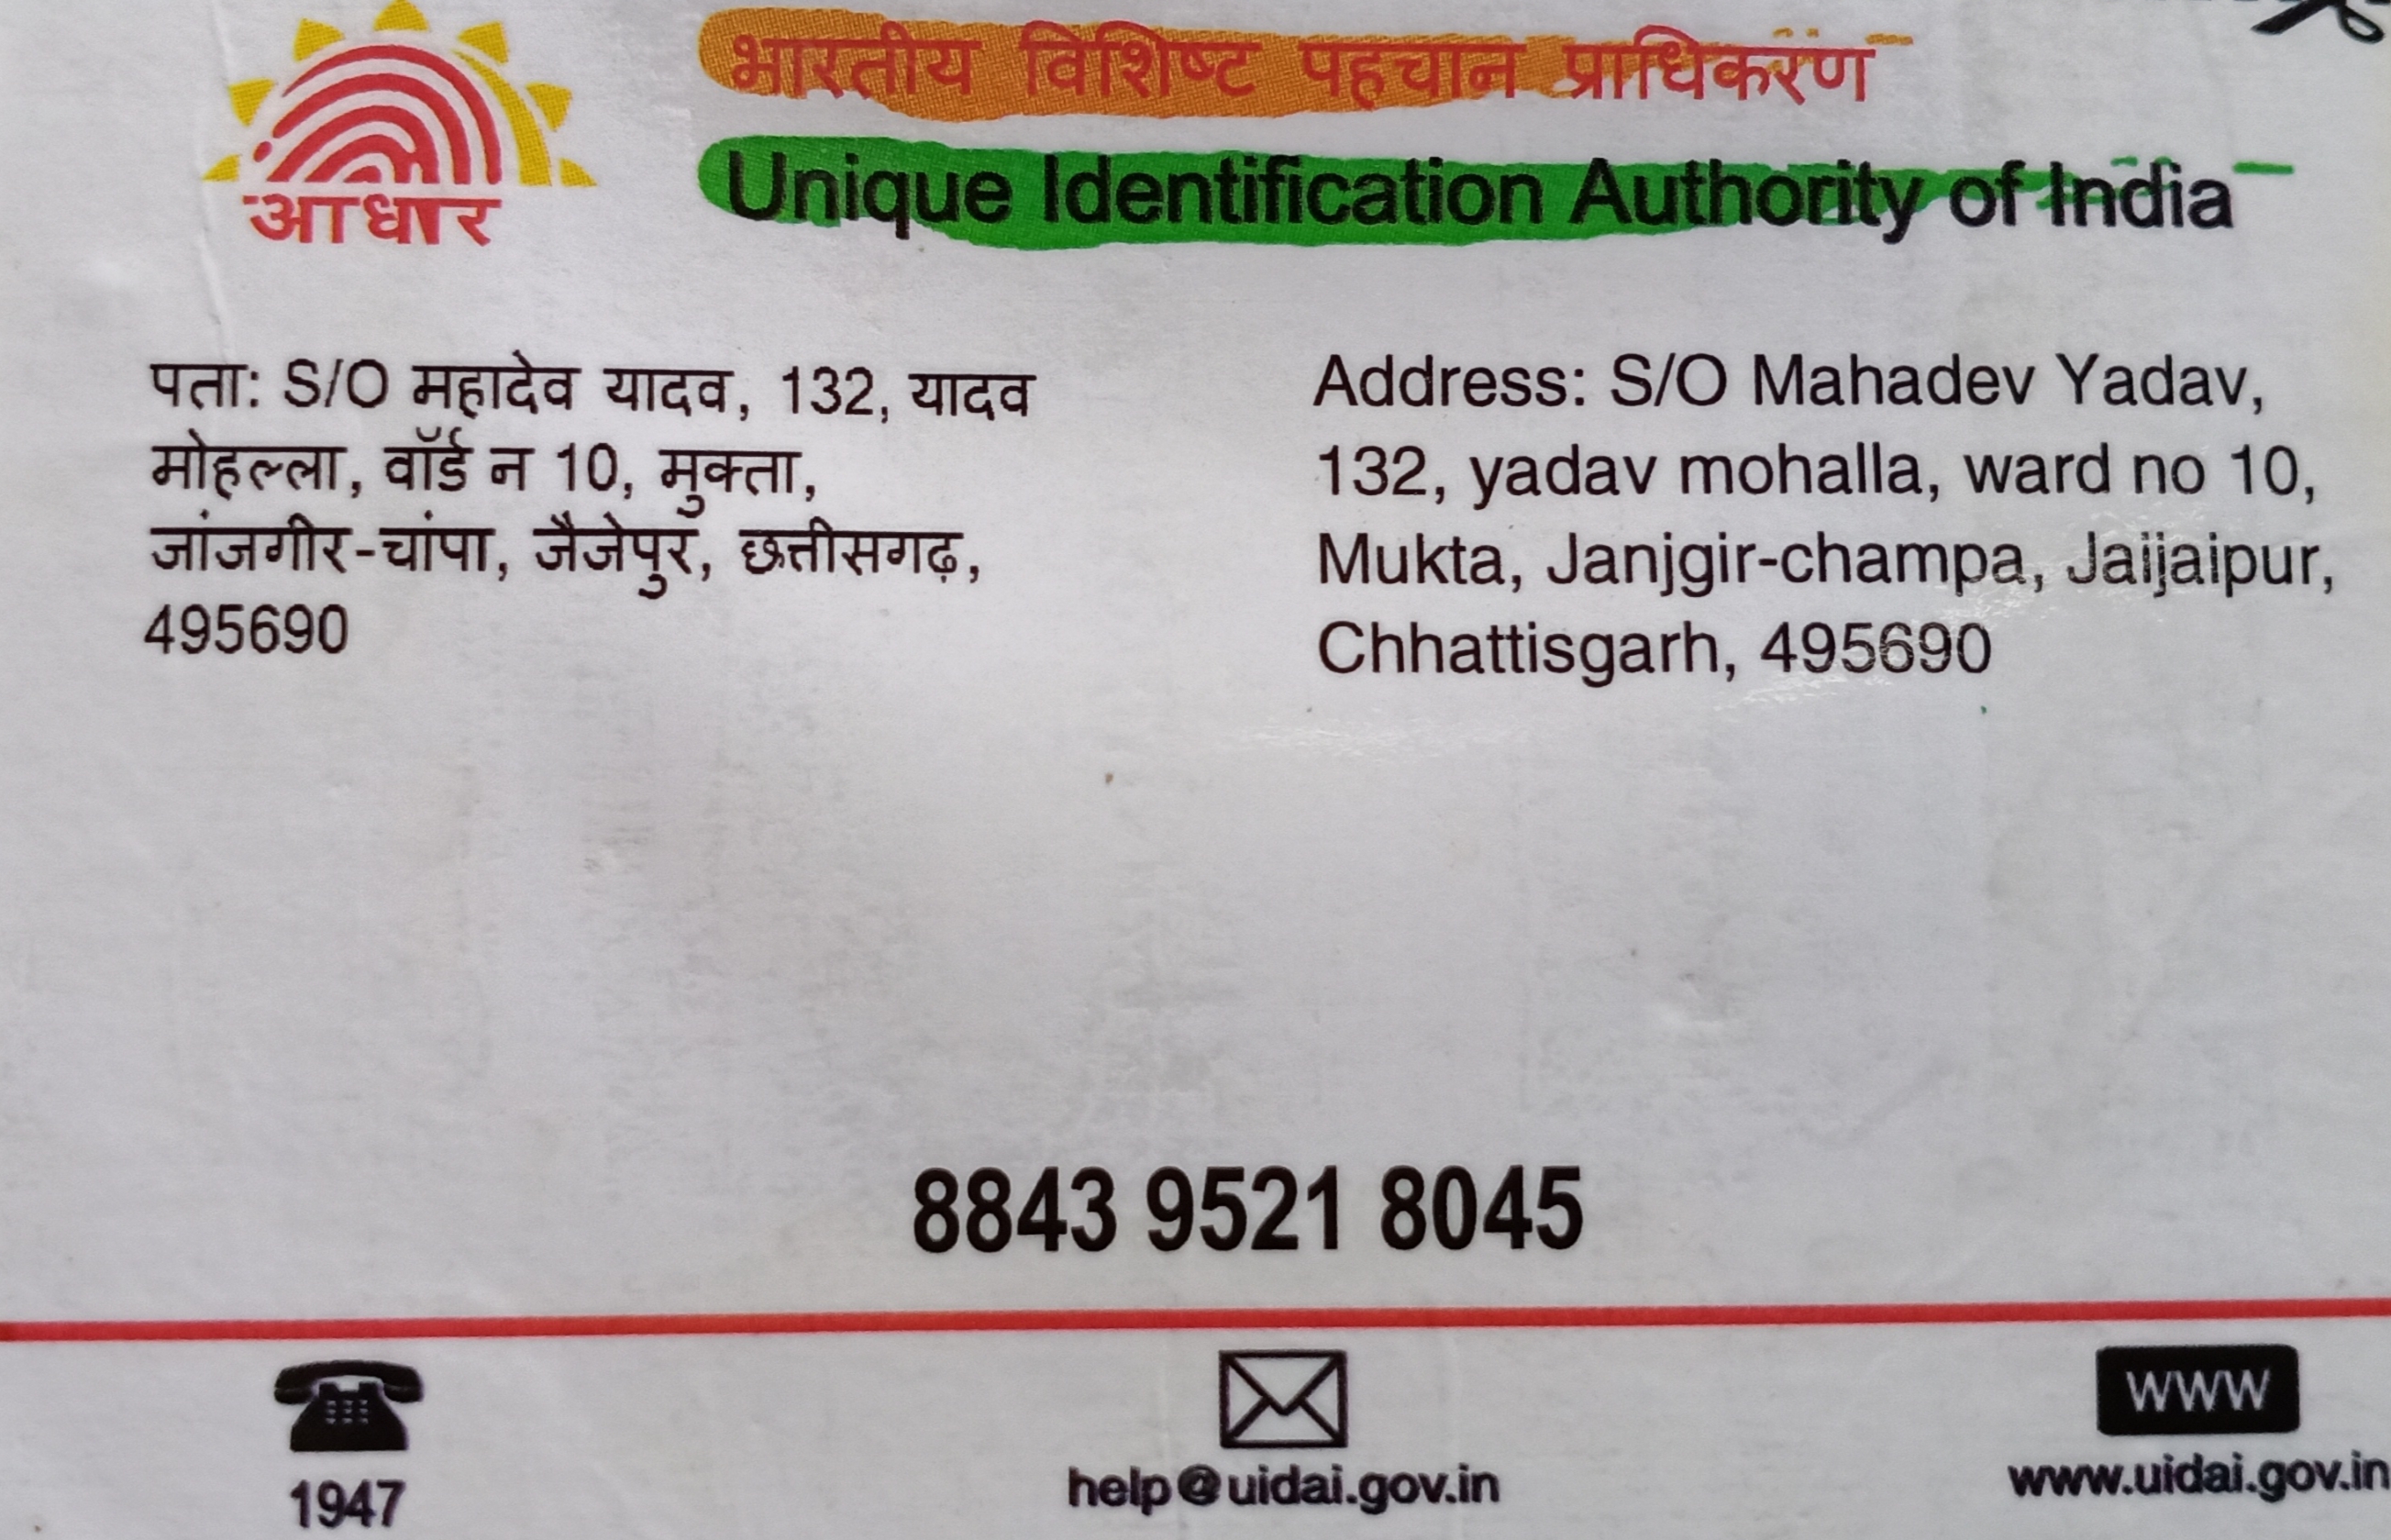 आधार
भारतीय विशिष्ट पहचान प्राधिकरण
Unique Identification Authority of India
पता: S/O महादेव यादव, 132, यादव
मोहल्ला, वॉर्ड न 10, मुक्ता,
जांजगीर-चांपा, जैजेपुर, छत्तीसगढ़,
495690
Address: S/O Mahadev Yadav,
132, yadav mohalla, ward no 10,
Mukta, Janjgir-champa, Jaijaipur,
Chhattisgarh, 495690
8843 9521 8045
1947
help@uidai.gov.in
WWW
www.uidai.gov.in